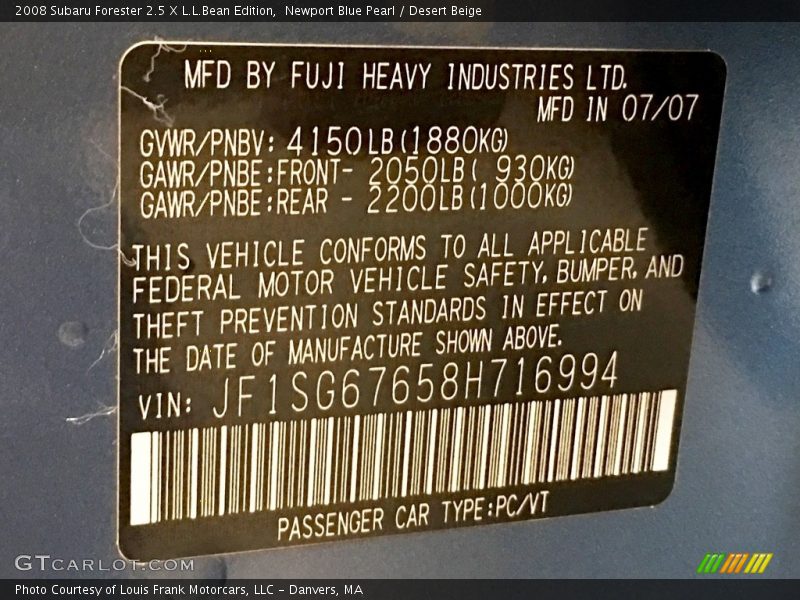 2008 Subaru Forester 2.5 X L.L.Bean Edition,  Newport Blue Pearl / Desert Beige
MFD BY FUJI HEAVY INDUSTRIES LTD.
MFD IN 07/07
GVWR/PNBV: 4150LB(1880KG)
GAWR/PNBE:FRONT- 2050LB( 930KG)
GAWR/PNBE:REAR - 2200LB(1000KG)
THIS VEHICLE CONFORMS TO ALL APPLICABLE
FEDERAL MOTOR VEHICLE SAFETY, BUMPER, AND
THEFT PREVENTION STANDARDS IN EFFECT ON
THE DATE OF MANUFACTURE SHOWN ABOVE.
VIN: JF1SG67658H716994
PASSENGER CAR TYPE:PC/VT
GTCARLOT.COM
Photo Courtesy of Louis Frank Motorcars, LLC – Danvers, MA